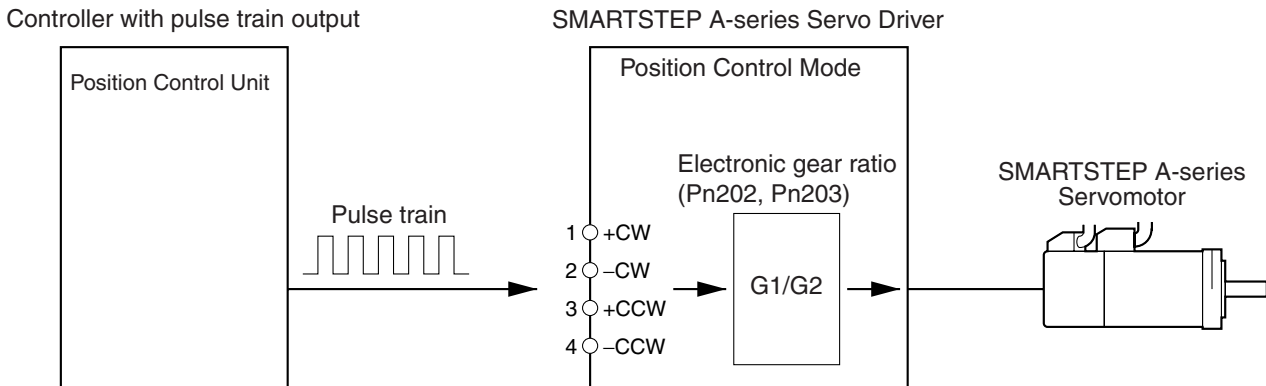 Controller with pulse train output
SMARTSTEP A-series Servo Driver
Position Control Unit
Position Control Mode
Electronic gear ratio
(Pn202, Pn203)
SMARTSTEP A-series
Servomotor
Pulse train
1 +CW
2 –CW
3 +CCW
4 –CCW
G1/G2